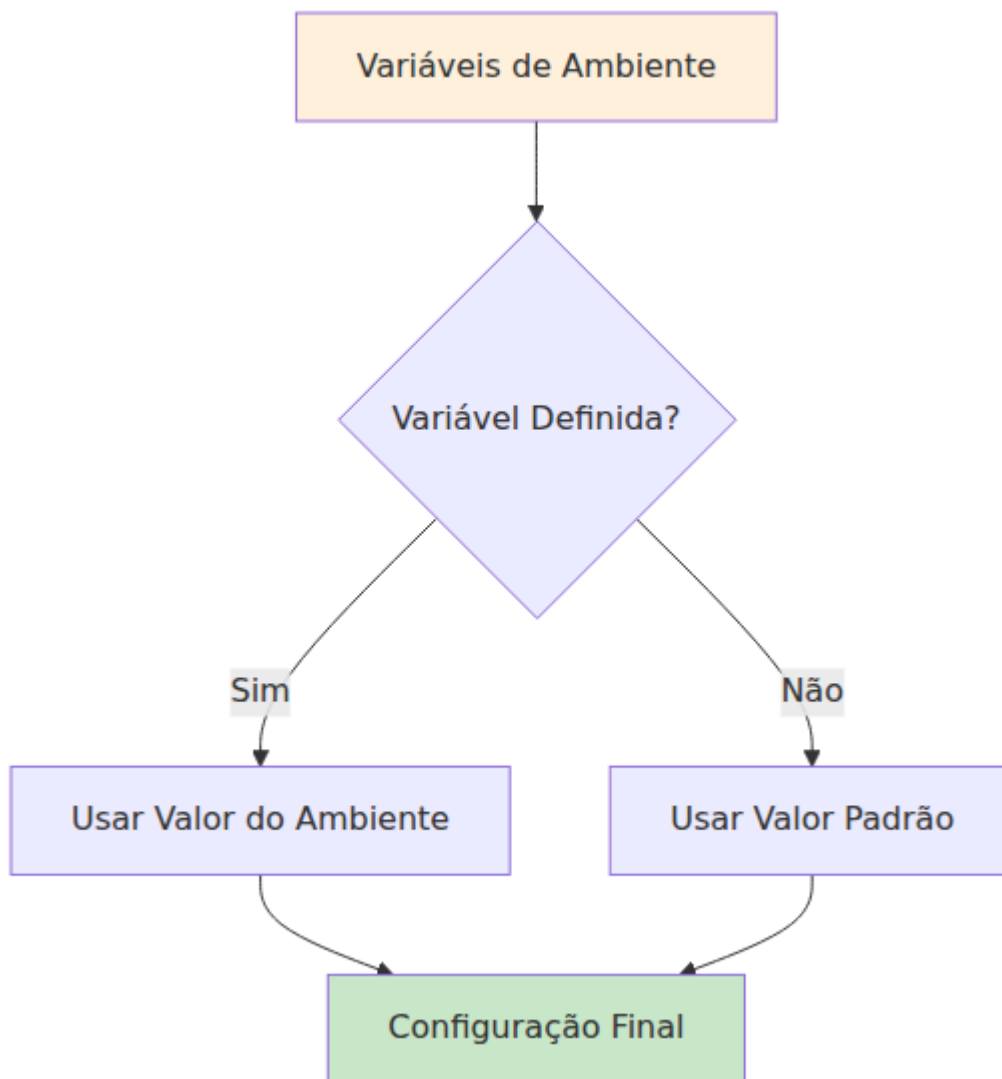 Variáveis de Ambiente
Variável Definida?
Sim
Não
Usar Valor do Ambiente
Usar Valor Padrão
Configuração Final